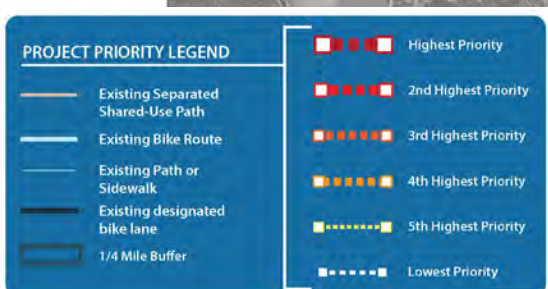 PROJECT PRIORITY LEGEND
Existing Separated
Shared-Use Path
Existing Bike Route
Existing Path or
Sidewalk
Existing designated
bike lane
1/4 Mile Buffer
Highest Priority
2nd Highest Priority
3rd Highest Priority
4th Highest Priority
5th Highest Priority
Lowest Priority